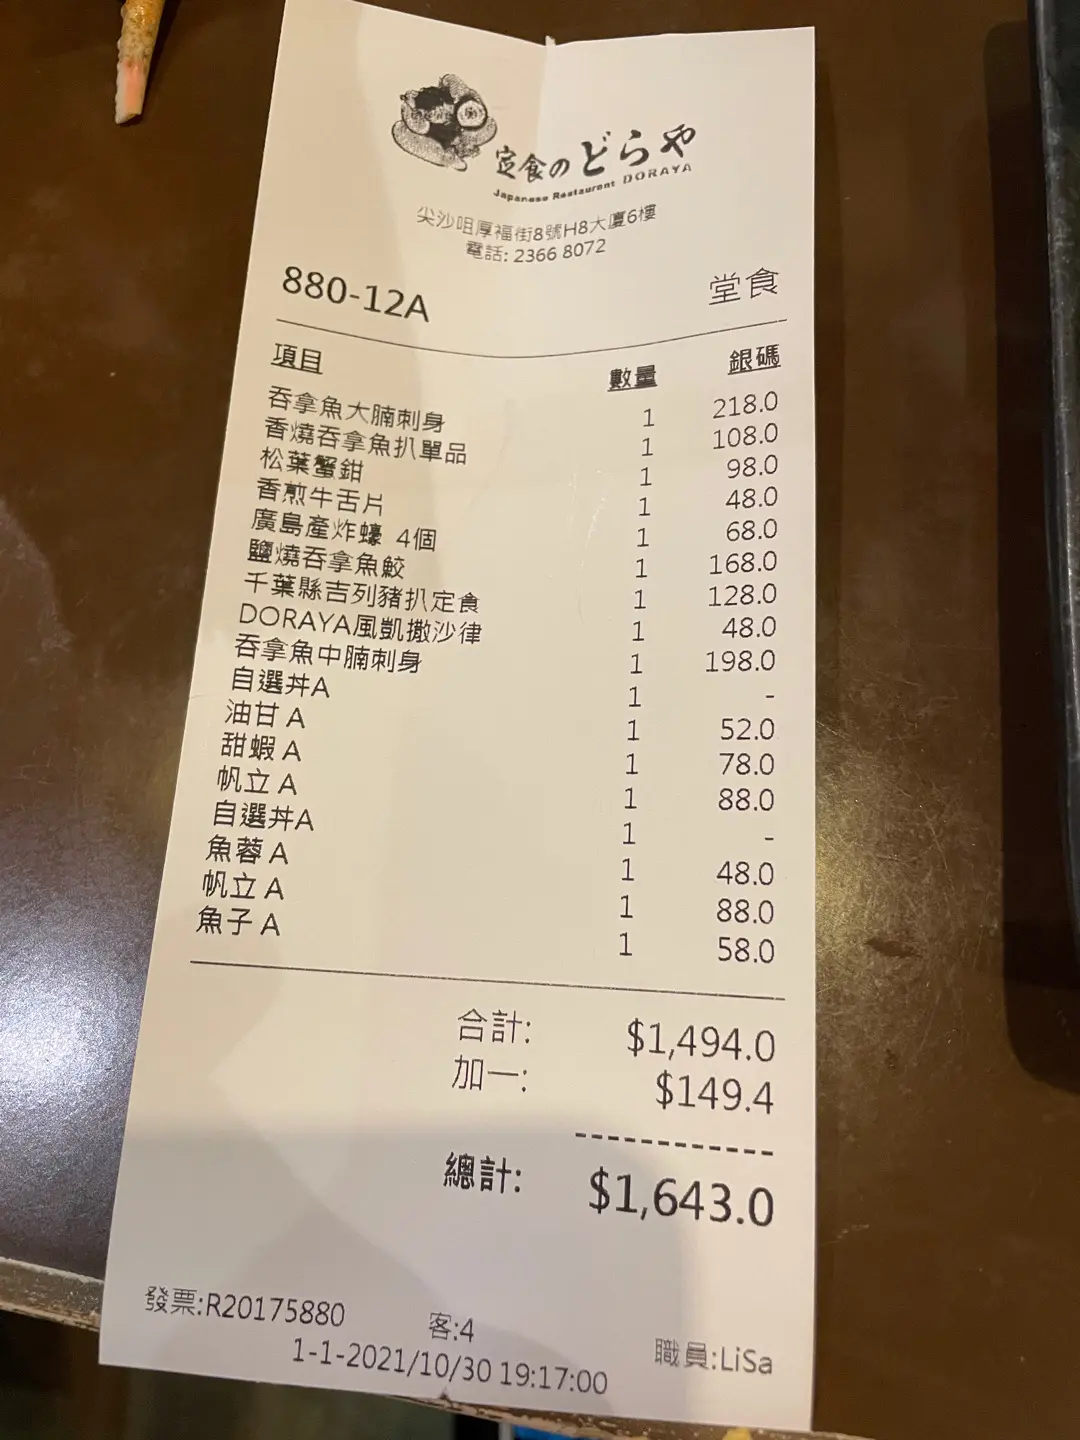 定食のどらや
Japanese Restaurant DORAYA
尖沙咀厚福街8號H8大廈6樓
電話: 2366 8072
880-12A 堂食
項目 數量 銀碼
吞拿魚大腩刺身 1 218.0
香燒吞拿魚扒單品 1 108.0
松葉蟹鉗 1 98.0
香煎牛舌片 1 48.0
廣島產炸蠔 4個 1 68.0
鹽燒吞拿魚鮫 1 168.0
千葉縣吉列豬扒定食 1 128.0
DORAYA風凱撒沙律 1 48.0
吞拿魚中腩刺身 1 198.0
自選丼A 1 -
油甘 A 1 52.0
甜蝦 A 1 78.0
帆立 A 1 88.0
自選丼A 1 -
魚蓉 A 1 48.0
帆立 A 1 88.0
魚子 A 1 58.0
合計: $1,494.0
加一: $149.4
------------
總計: $1,643.0
發票:R20175880 客:4 職員:LiSa
1-1-2021/10/30 19:17:00